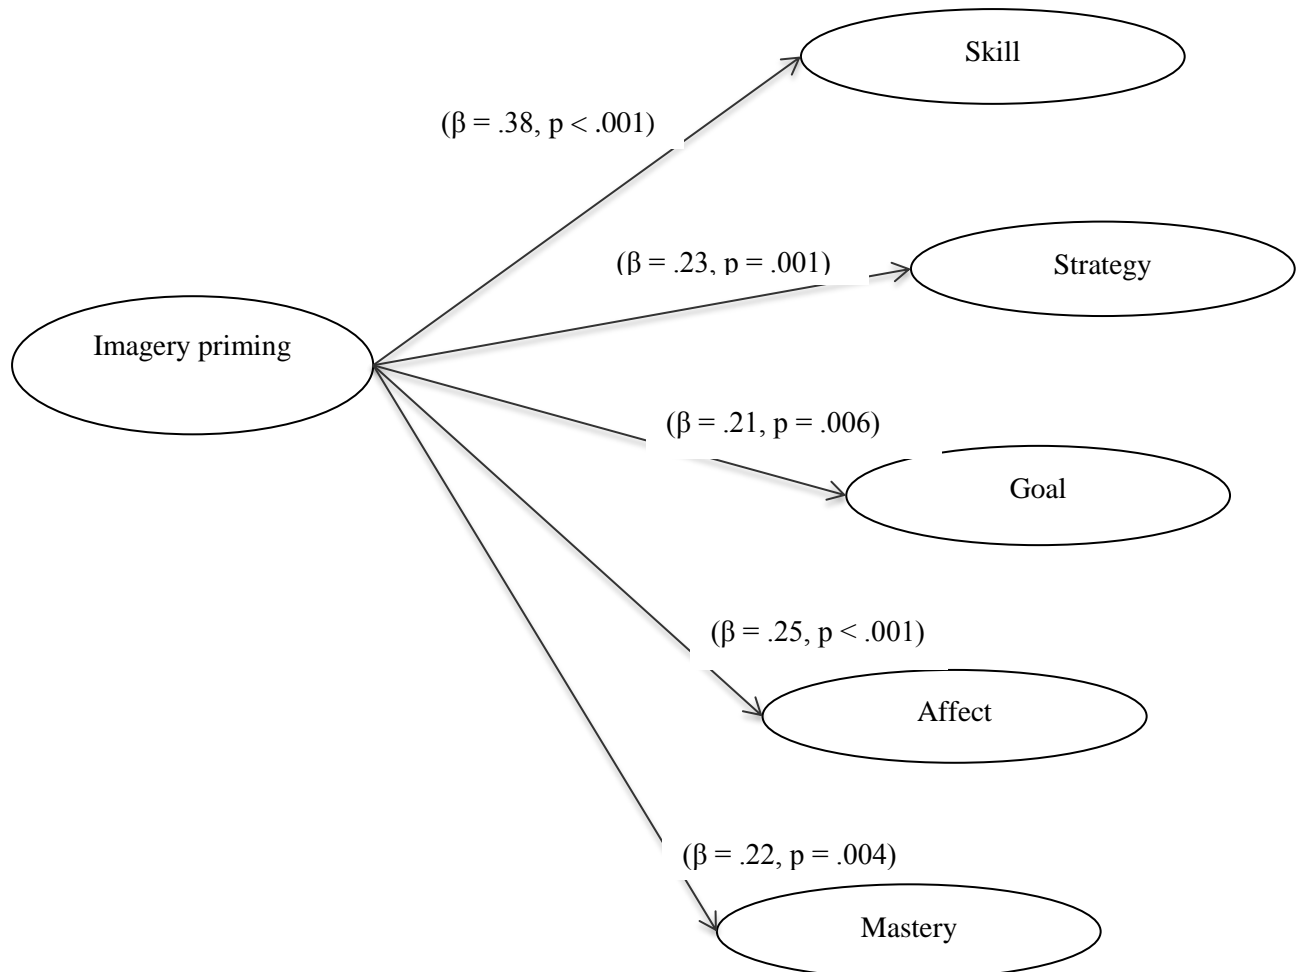 Skill
(β = .38, p < .001)
(β = .23, p = .001)
Strategy
Imagery priming
(β = .21, p = .006)
Goal
(β = .25, p < .001)
Affect
(β = .22, p = .004)
Mastery